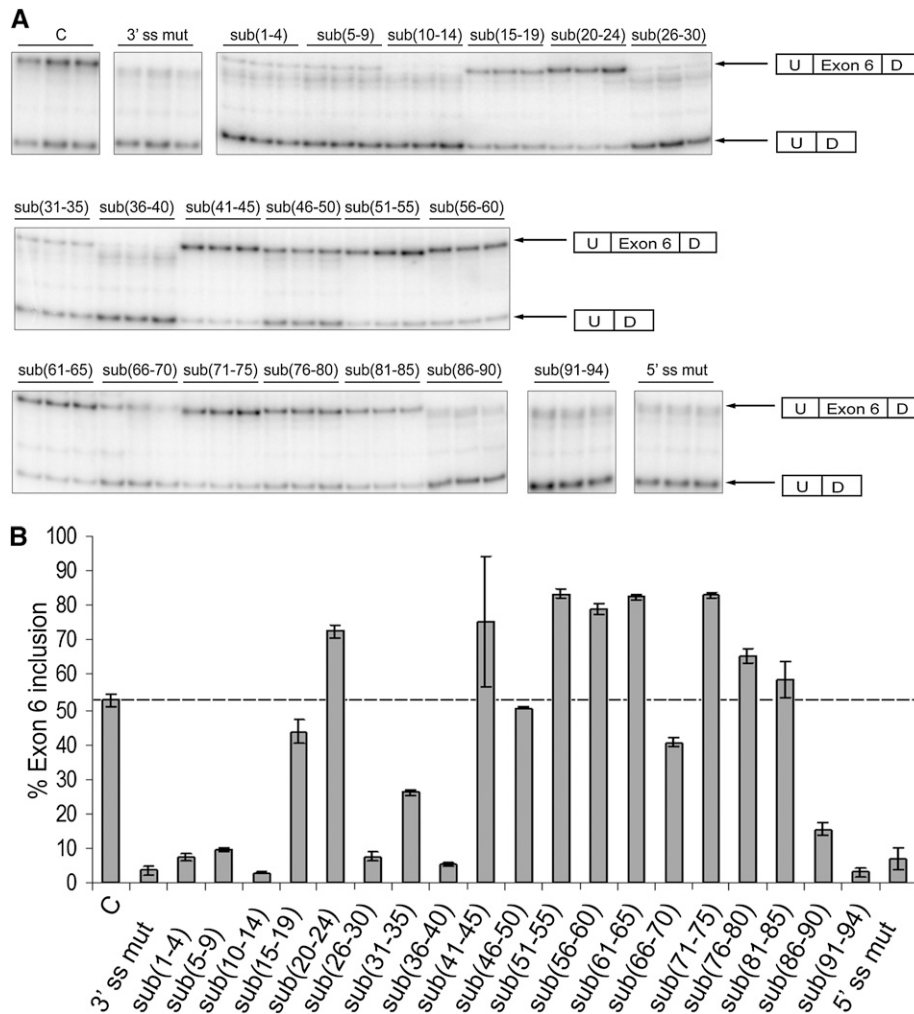 A
C 3' ss mut sub(1-4) sub(5-9) sub(10-14) sub(15-19) sub(20-24) sub(26-30)
U Exon 6 D
U D
sub(31-35) sub(36-40) sub(41-45) sub(46-50) sub(51-55) sub(56-60)
U Exon 6 D
U D
sub(61-65) sub(66-70) sub(71-75) sub(76-80) sub(81-85) sub(86-90) sub(91-94) 5' ss mut
U Exon 6 D
U D
B
% Exon 6 inclusion
100
90
80
70
60
50
40
30
20
10
0
C
3' ss mut
sub(1-4)
sub(5-9)
sub(10-14)
sub(15-19)
sub(20-24)
sub(26-30)
sub(31-35)
sub(36-40)
sub(41-45)
sub(46-50)
sub(51-55)
sub(56-60)
sub(61-65)
sub(66-70)
sub(71-75)
sub(76-80)
sub(81-85)
sub(86-90)
sub(91-94)
5' ss mut